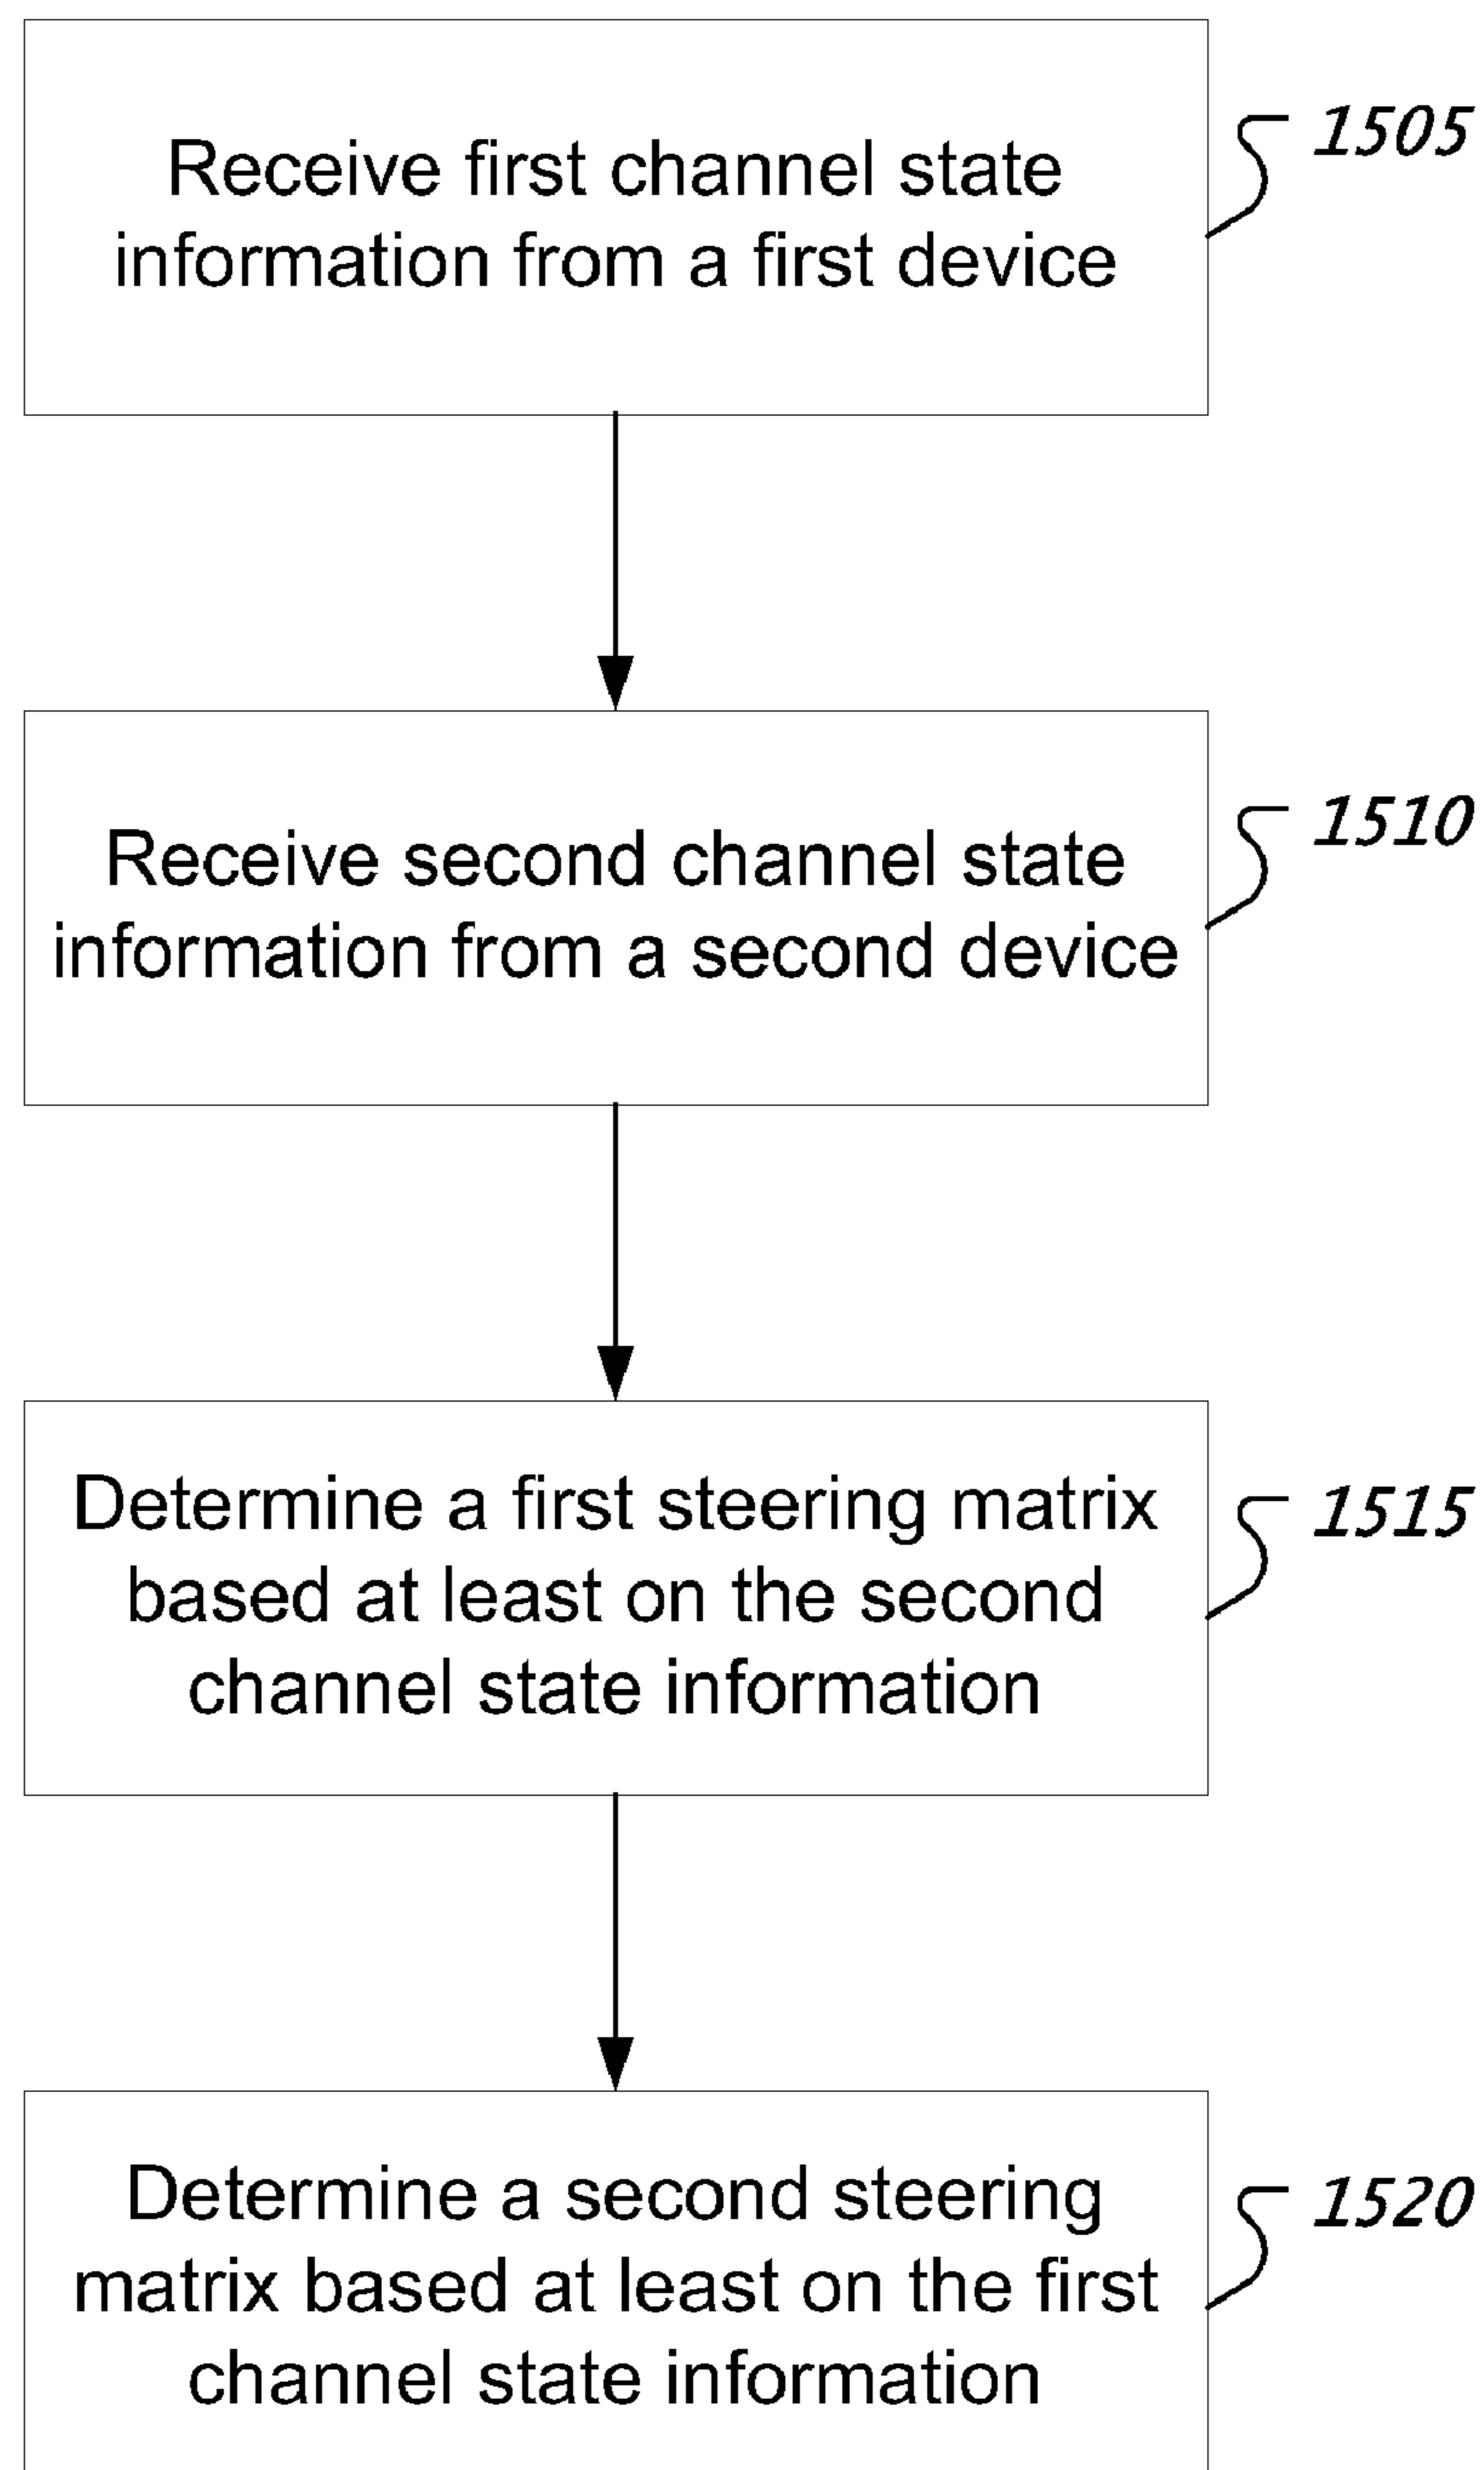 Receive first channel state
information from a first device
1505
Receive second channel state
information from a second device
1510
Determine a first steering matrix
based at least on the second
channel state information
1515
Determine a second steering
matrix based at least on the first
channel state information
1520